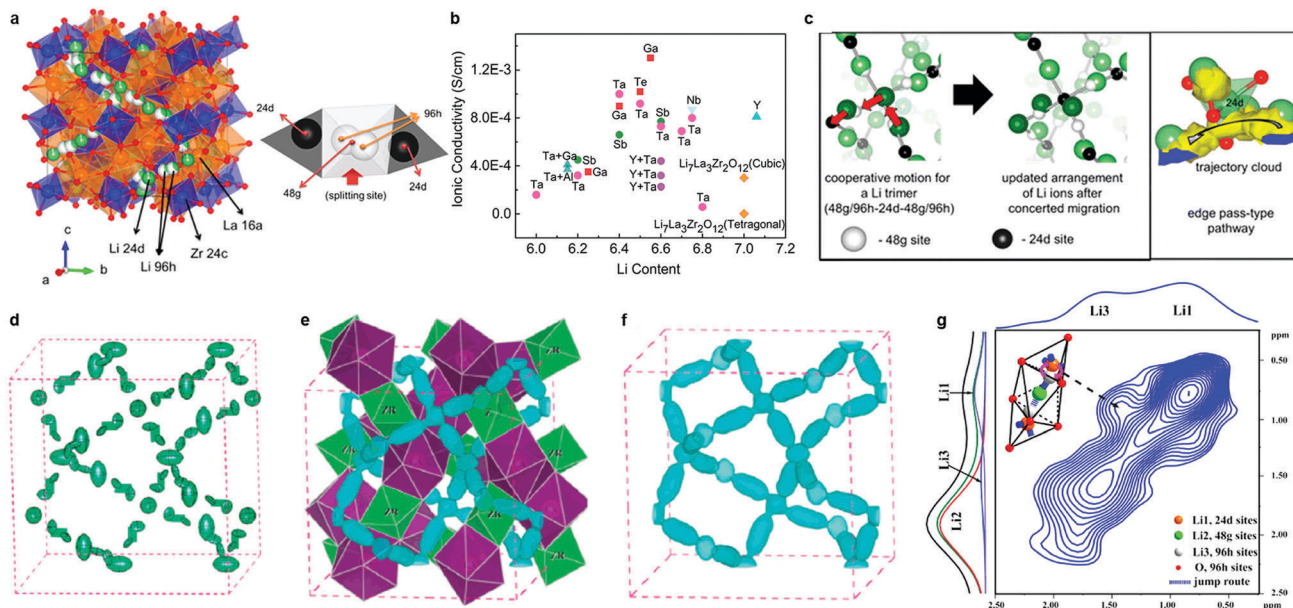 a
24d
96h
48g
(splitting site)
24d
La 16a
Li 24d
Li 96h
Zr 24c
c
a
b
b
Ionic Conductivity (S/cm)
1.2E-3
8.0E-4
4.0E-4
0.0
Ga
Ta
Te
Ga
Ta
Sb
Nb
Y
Sb
Ta
Ta
Ta
Ta+Ga
Sb
Y+Ta
Li7La3Zr2O12(Cubic)
Ta+Al
Ga
Y+Ta
Ta
Ta
Y+Ta
Ta
Li7La3Zr2O12(Tetragonal)
6.0 6.2 6.4 6.6 6.8 7.0 7.2
Li Content
c
cooperative motion for
a Li trimer
(48g/96h-24d-48g/96h)
updated arrangement
of Li ions after
concerted migration
- 48g site
- 24d site
24d
trajectory cloud
edge pass-type
pathway
d
e
ZR
ZR
ZR
ZR
ZR
f
g
Li3
Li1
ppm
0.50
1.00
1.50
2.00
2.50
Li1
Li3
Li2
Li1, 24d sites
Li2, 48g sites
Li3, 96h sites
O, 96h sites
jump route
2.50 2.00 1.50 1.00 0.50 ppm